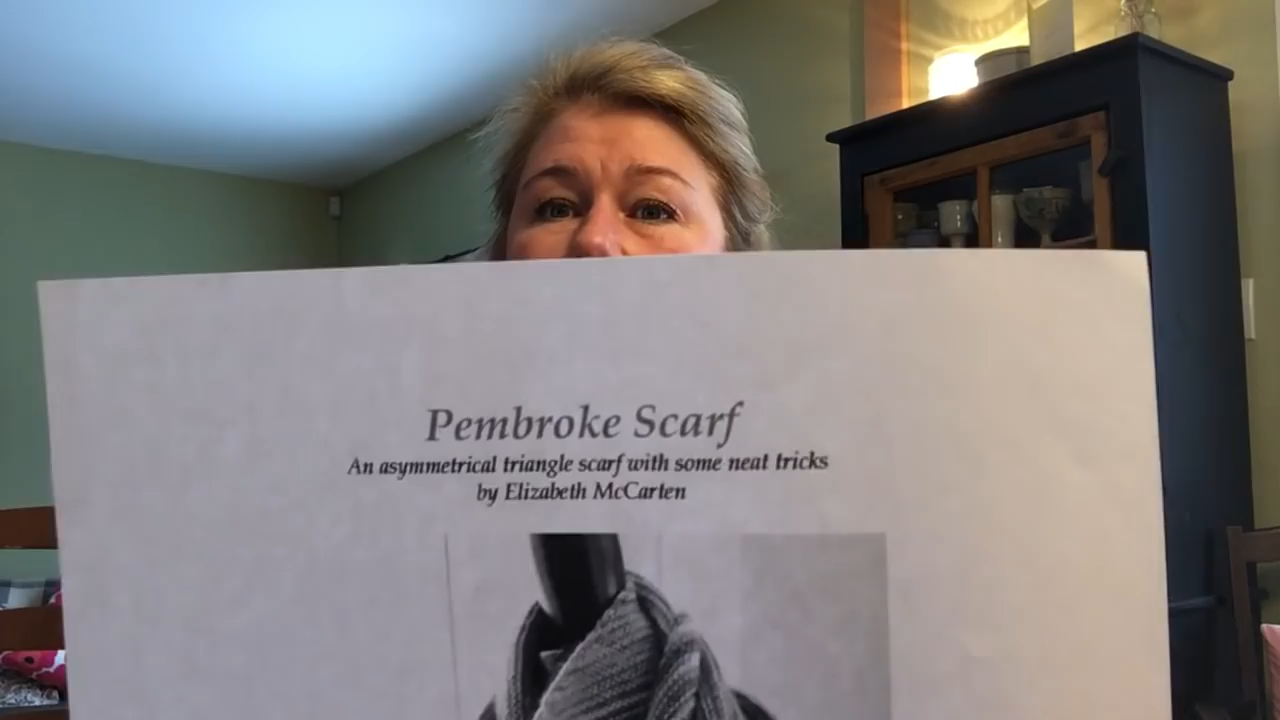 Pembroke Scarf
An asymmetrical triangle scarf with some neat tricks
by Elizabeth McCarten